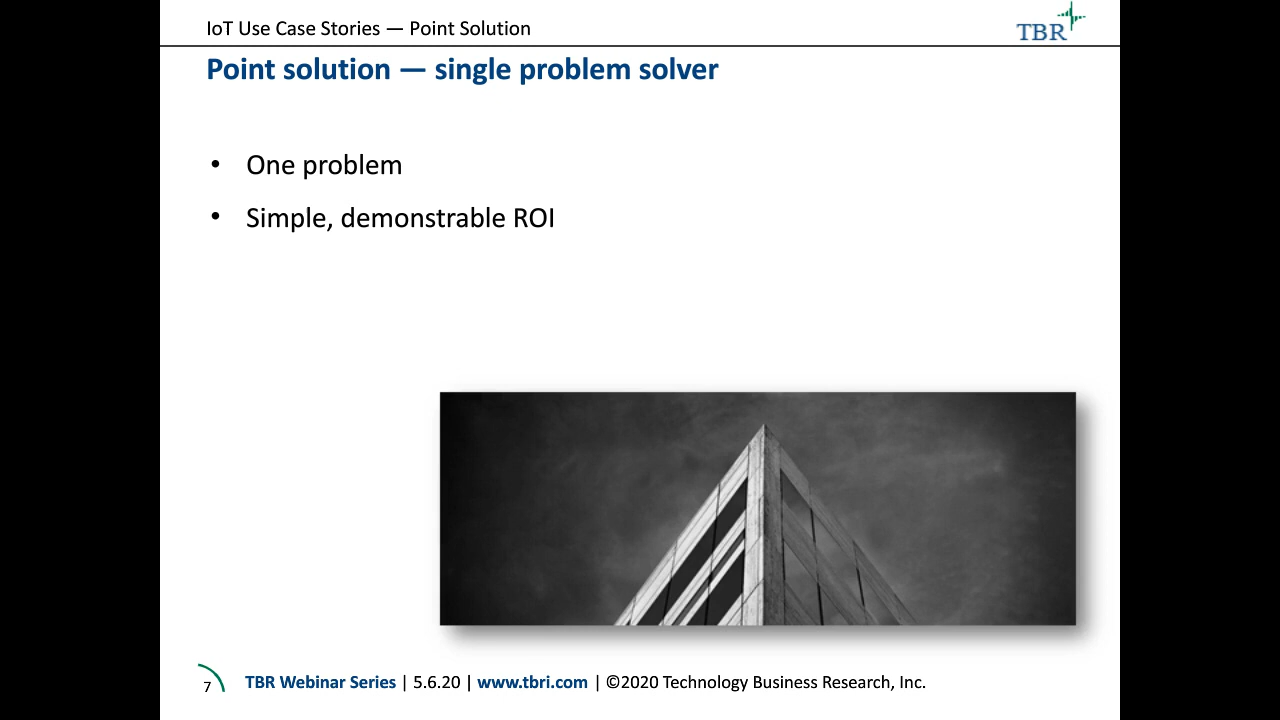 IoT Use Case Stories — Point Solution
TBR
Point solution — single problem solver
• One problem
• Simple, demonstrable ROI
7
TBR Webinar Series | 5.6.20 | www.tbri.com | ©2020 Technology Business Research, Inc.